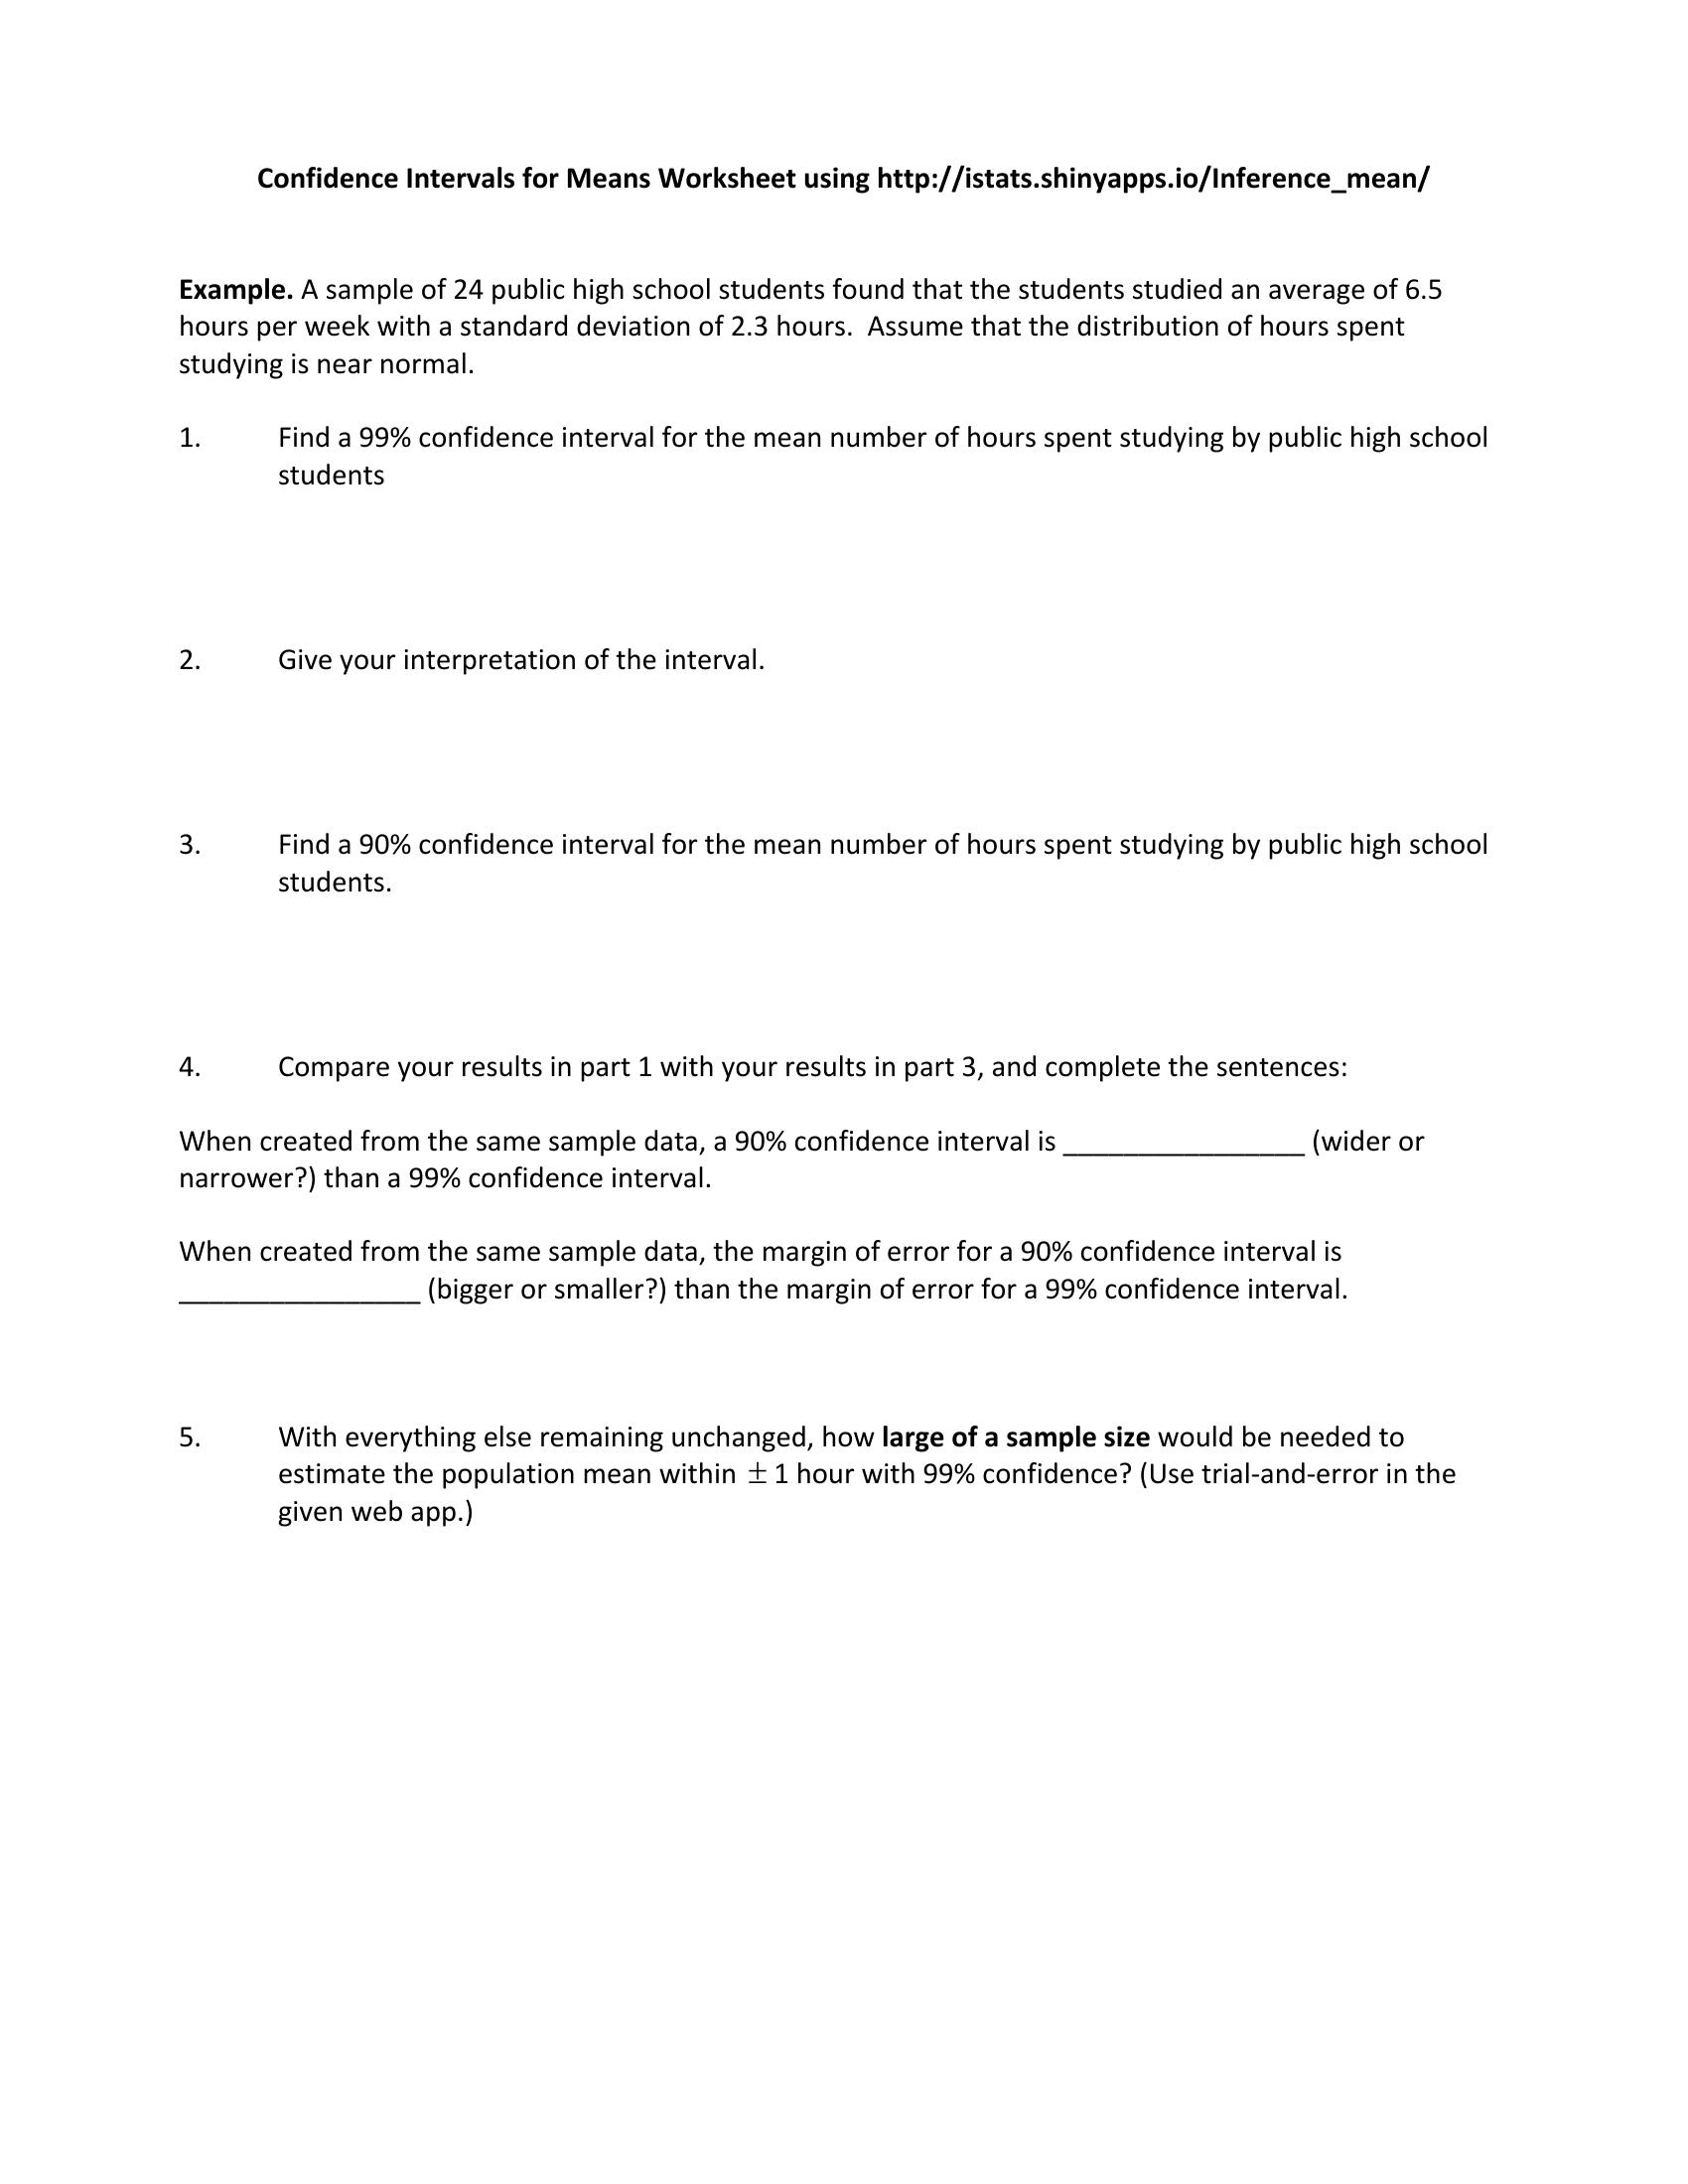 Confidence Intervals for Means Worksheet using http://istats.shinyapps.io/Inference_mean/
Example. A sample of 24 public high school students found that the students studied an average of 6.5
hours per week with a standard deviation of 2.3 hours.  Assume that the distribution of hours spent
studying is near normal.
1. Find a 99% confidence interval for the mean number of hours spent studying by public high school
students
2. Give your interpretation of the interval.
3. Find a 90% confidence interval for the mean number of hours spent studying by public high school
students.
4. Compare your results in part 1 with your results in part 3, and complete the sentences:
When created from the same sample data, a 90% confidence interval is ________________ (wider or
narrower?) than a 99% confidence interval.
When created from the same sample data, the margin of error for a 90% confidence interval is
________________ (bigger or smaller?) than the margin of error for a 99% confidence interval.
5. With everything else remaining unchanged, how large of a sample size would be needed to
estimate the population mean within ±1 hour with 99% confidence? (Use trial-and-error in the
given web app.)